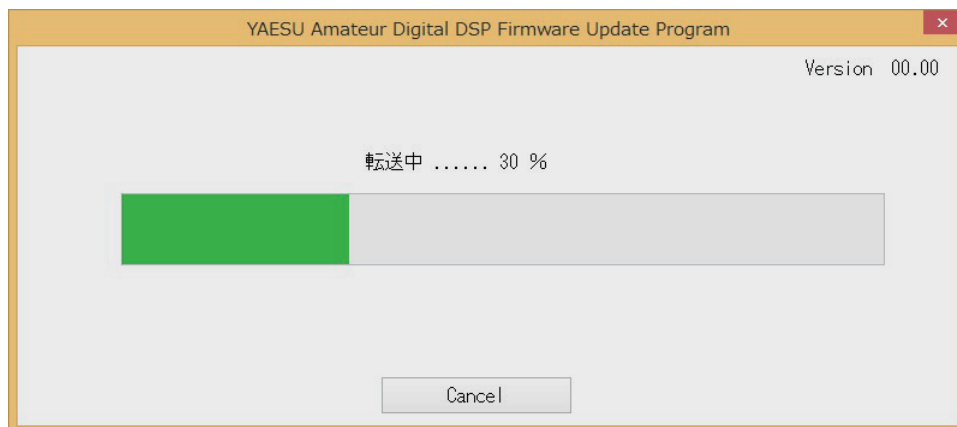 YAESU Amateur Digital DSP Firmware Update Program
Version 00.00
転送中 ...... 30 %
Cancel